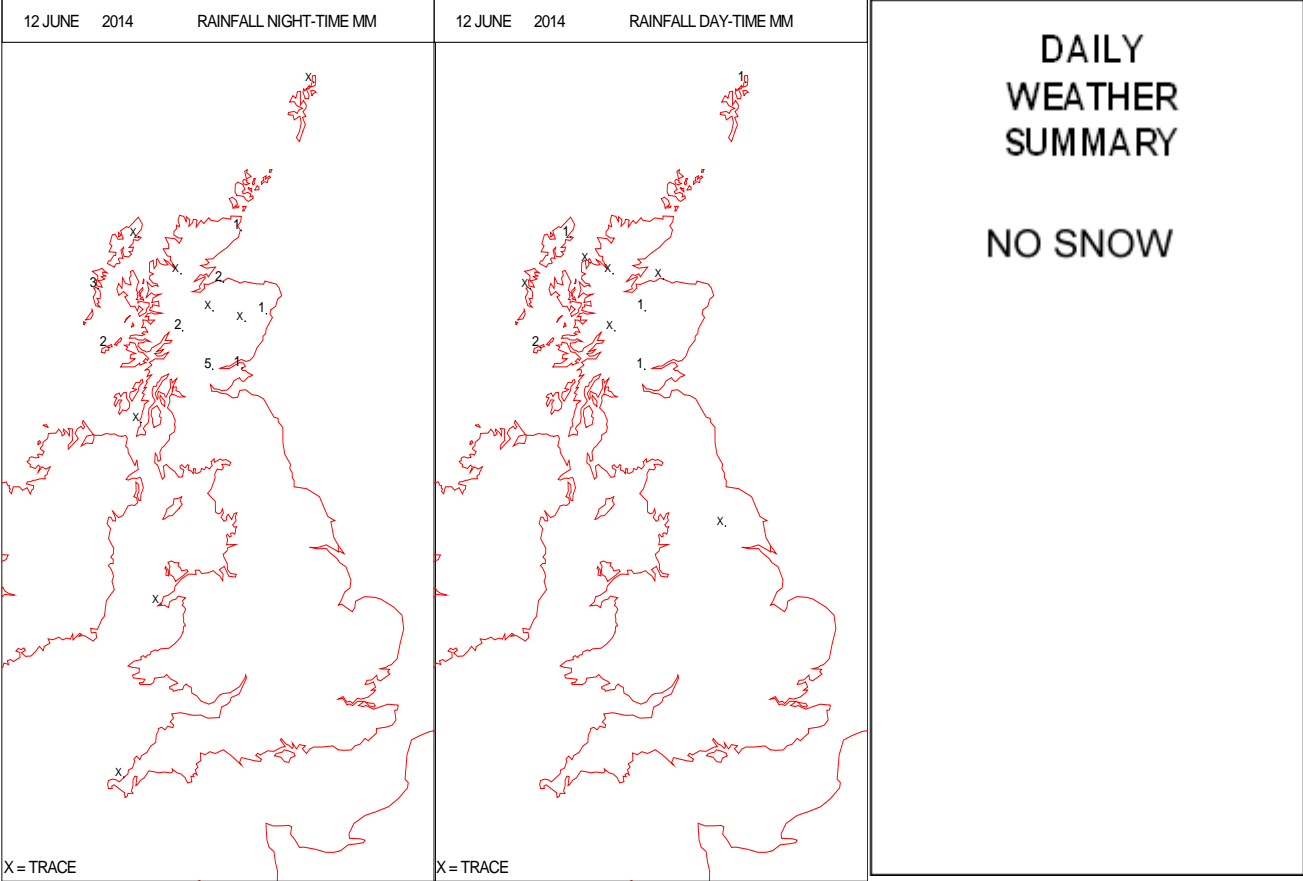 12 JUNE 2014 RAINFALL NIGHT-TIME MM
X
1
X
X
2
3
X
1
X
2
2
5
1
X
X
X
X = TRACE
12 JUNE 2014 RAINFALL DAY-TIME MM
1
1
X
X
X
X
1
X
2
1
X
X = TRACE
DAILY
WEATHER
SUMMARY
NO SNOW